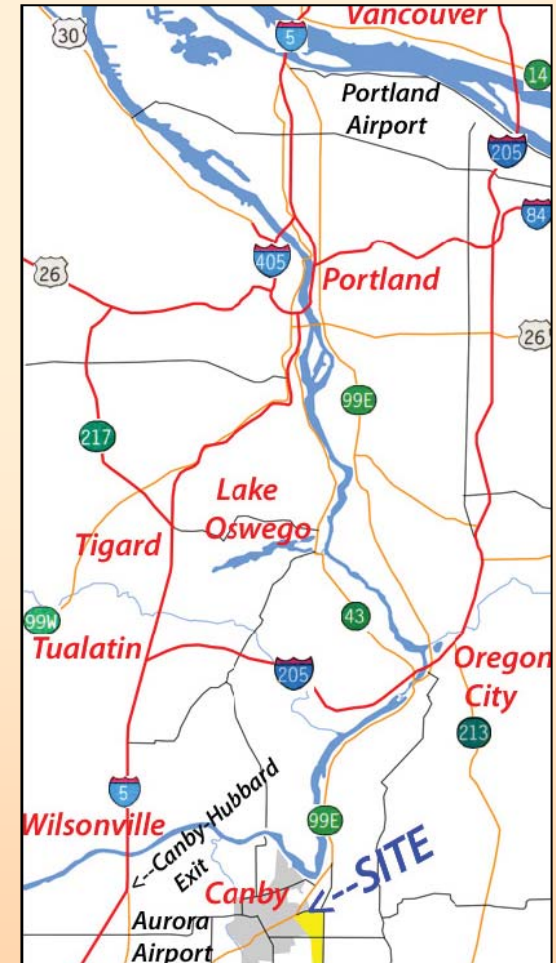 Vancouver
30
5
14
Portland
Airport
205
84
405
26
Portland
26
99E
217
Lake
Oswego
Tigard
99W
43
Tualatin
205
Oregon
City
213
5
Canby-Hubbard
Exit
Wilsonville
99E
<--SITE
Canby
Aurora
Airport